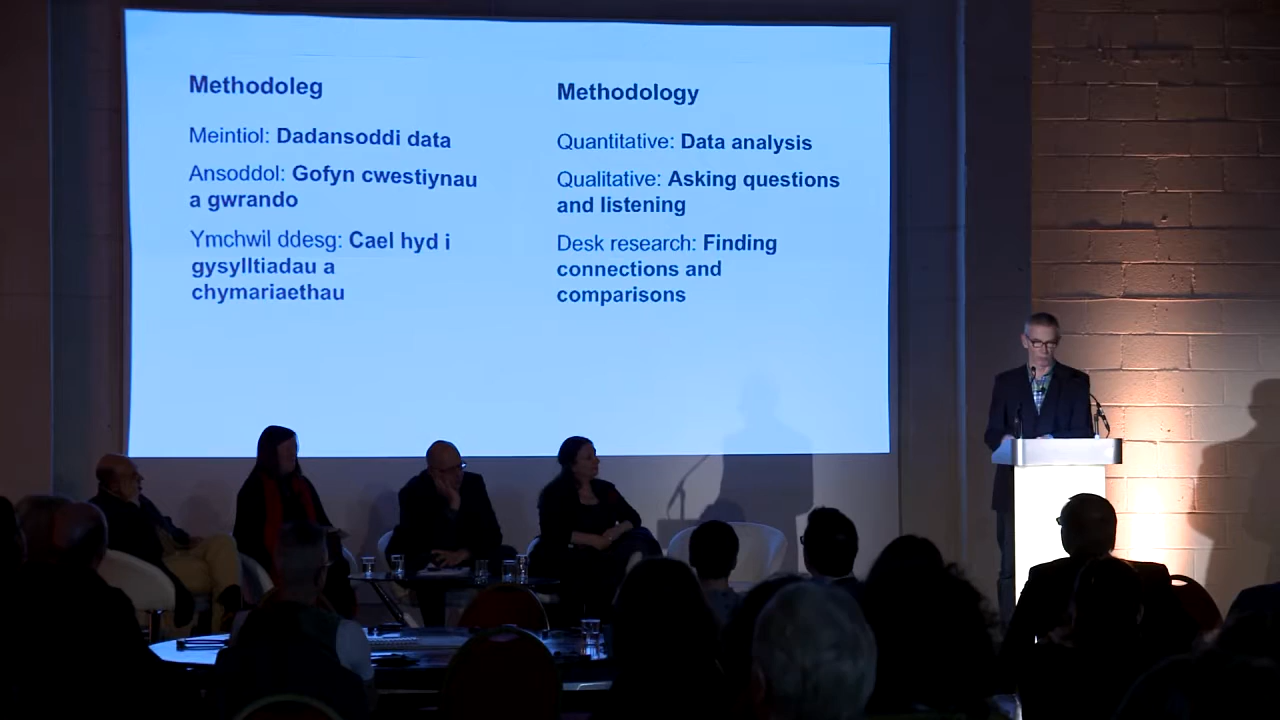 Methodoleg
Meintiol: Dadansoddi data
Ansoddol: Gofyn cwestiynau
a gwrando
Ymchwil ddesg: Cael hyd i
gysylltiadau a
chymariaethau
Methodology
Quantitative: Data analysis
Qualitative: Asking questions
and listening
Desk research: Finding
connections and
comparisons